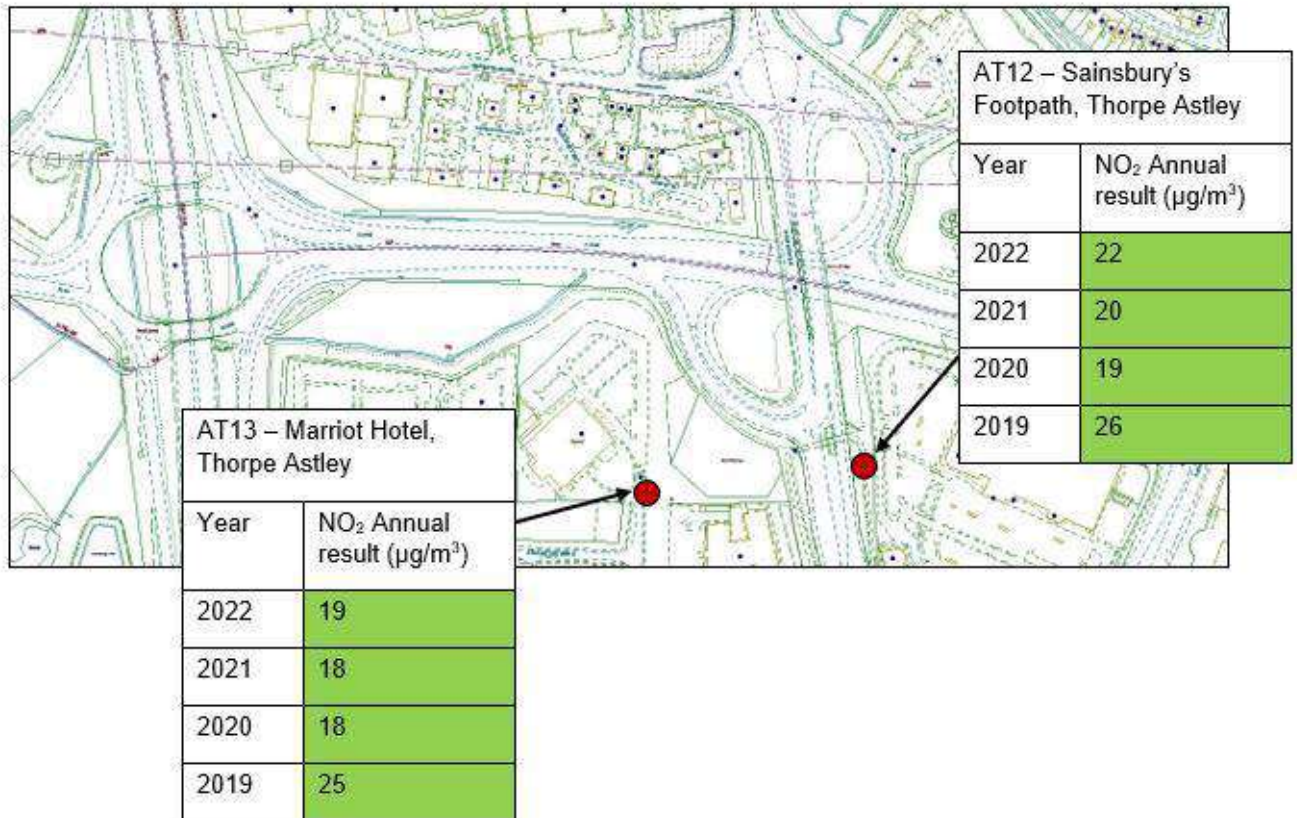 AT12 – Sainsbury's
Footpath, Thorpe Astley
Year
NO₂ Annual
result (µg/m³)
2022
22
2021
20
2020
19
2019
26
AT13 – Marriot Hotel,
Thorpe Astley
Year
NO₂ Annual
result (µg/m³)
2022
19
2021
18
2020
18
2019
25